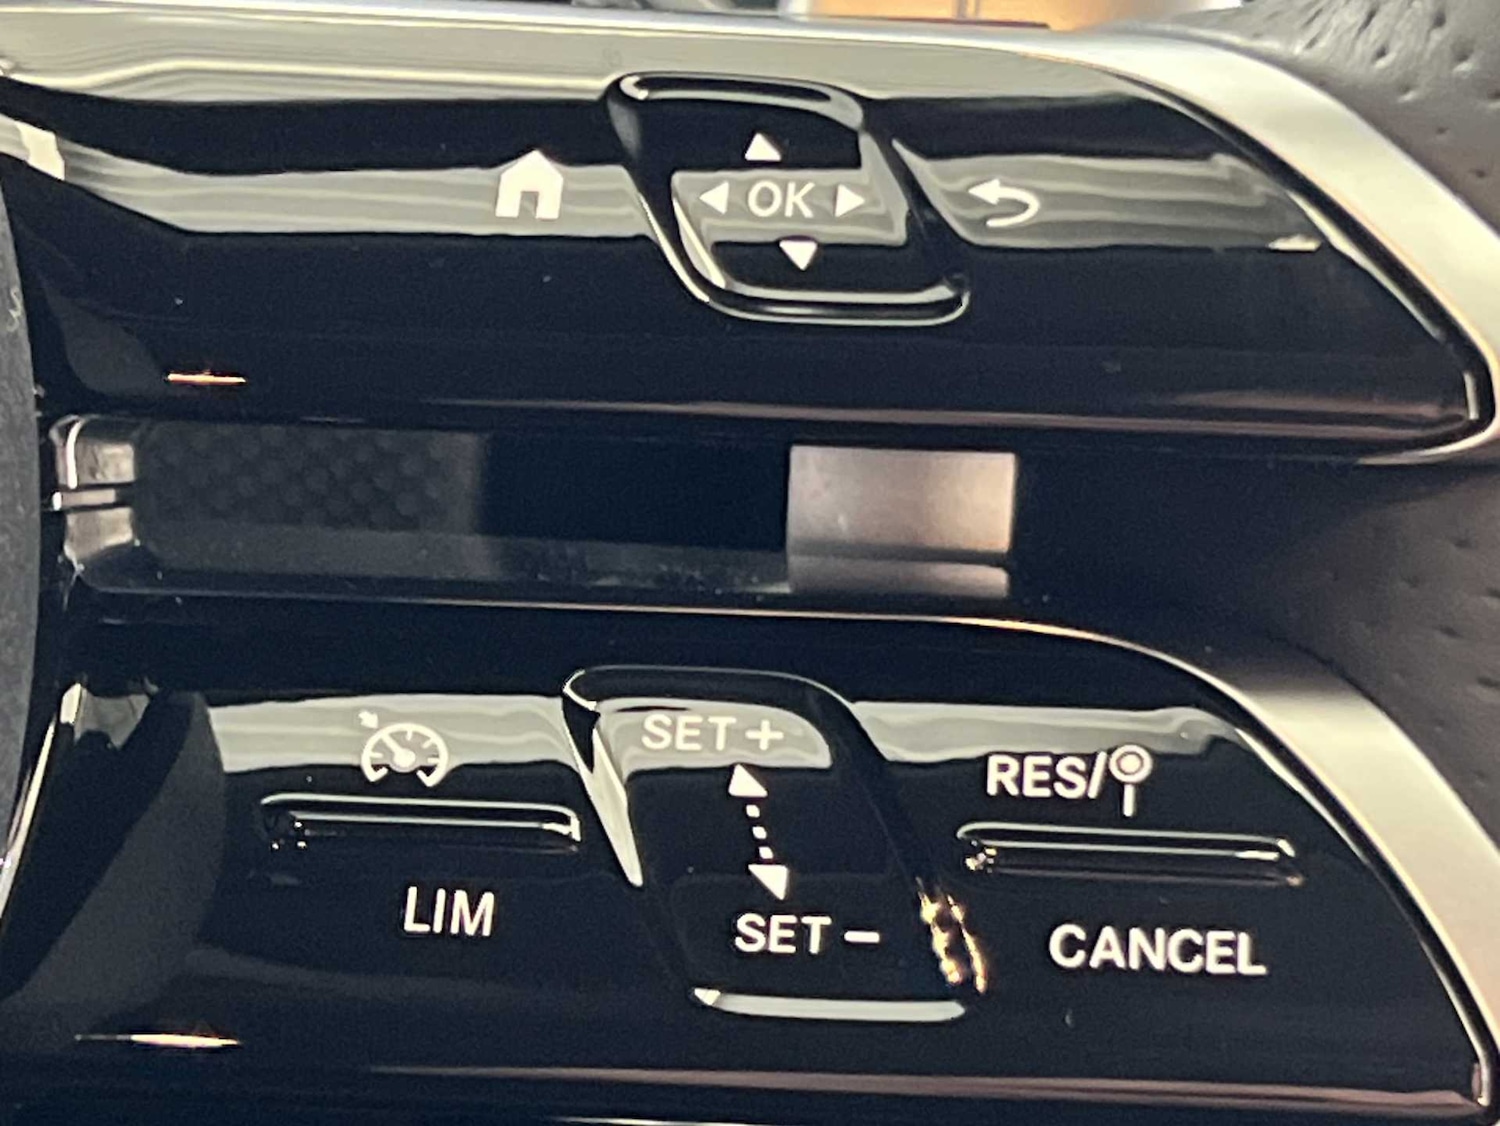 OK
SET+
RES/
LIM
SET-
CANCEL